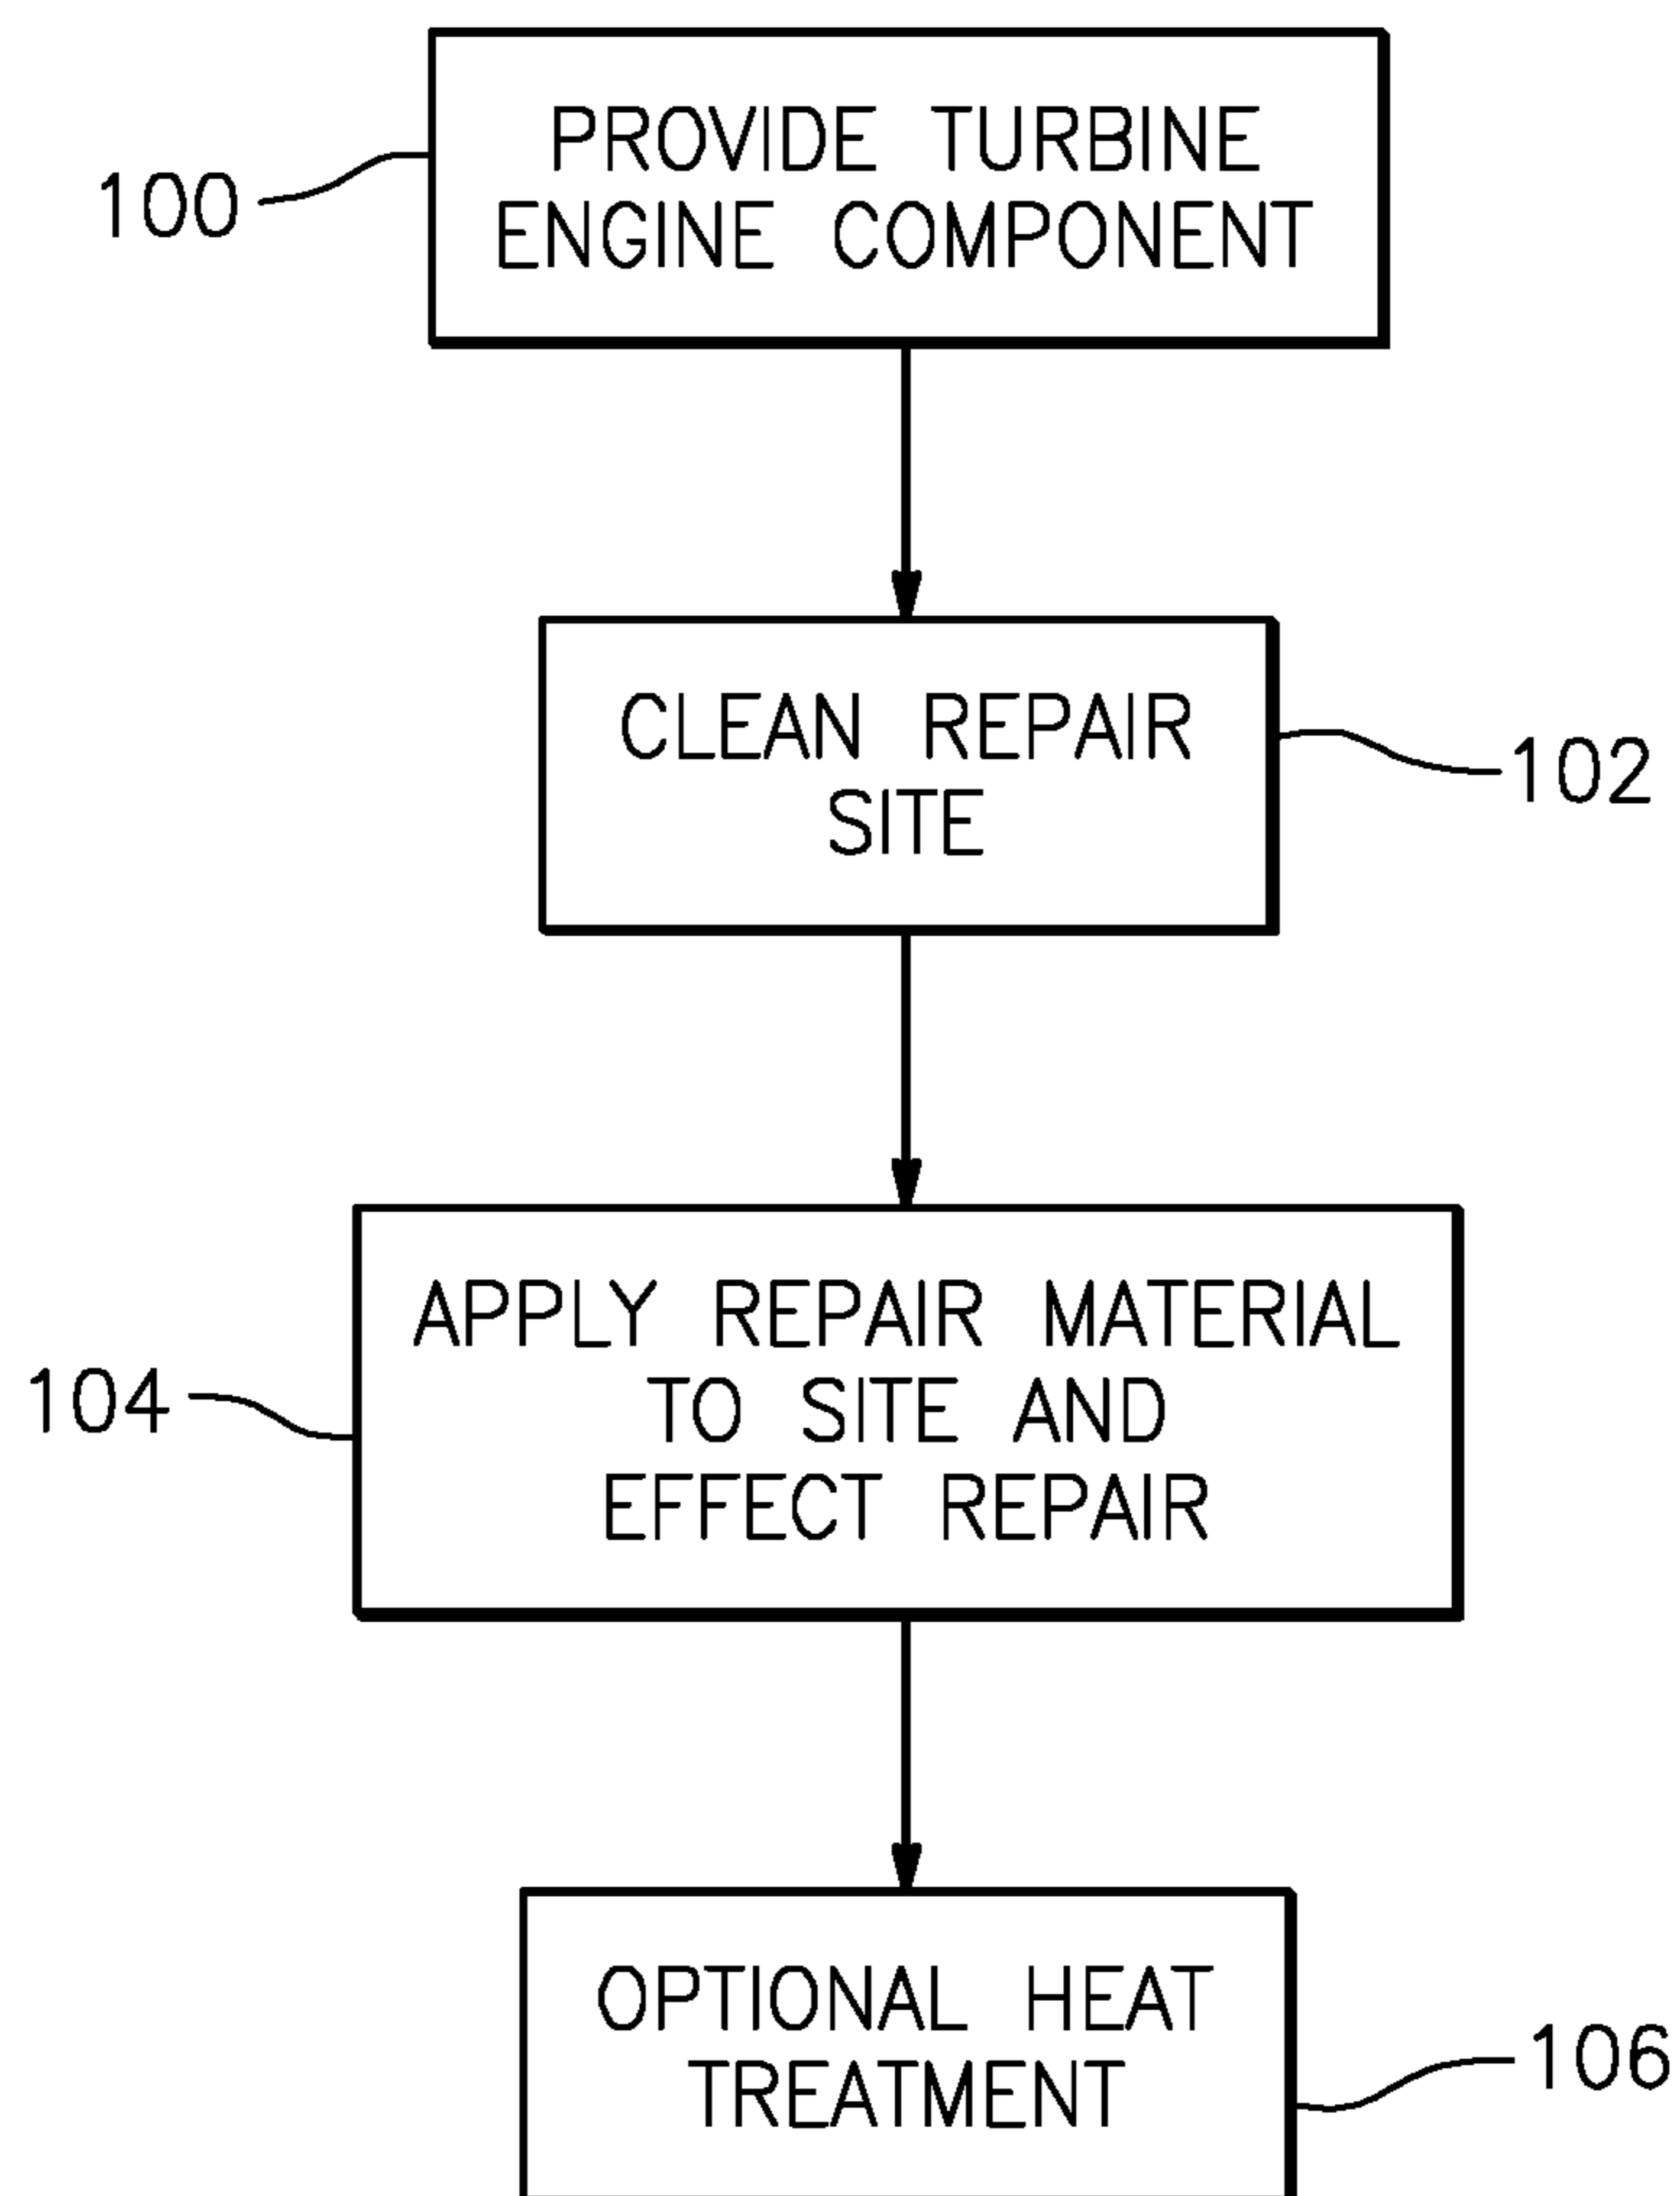 PROVIDE TURBINE
ENGINE COMPONENT
100
CLEAN REPAIR
SITE
102
APPLY REPAIR MATERIAL
TO SITE AND
EFFECT REPAIR
104
OPTIONAL HEAT
TREATMENT
106